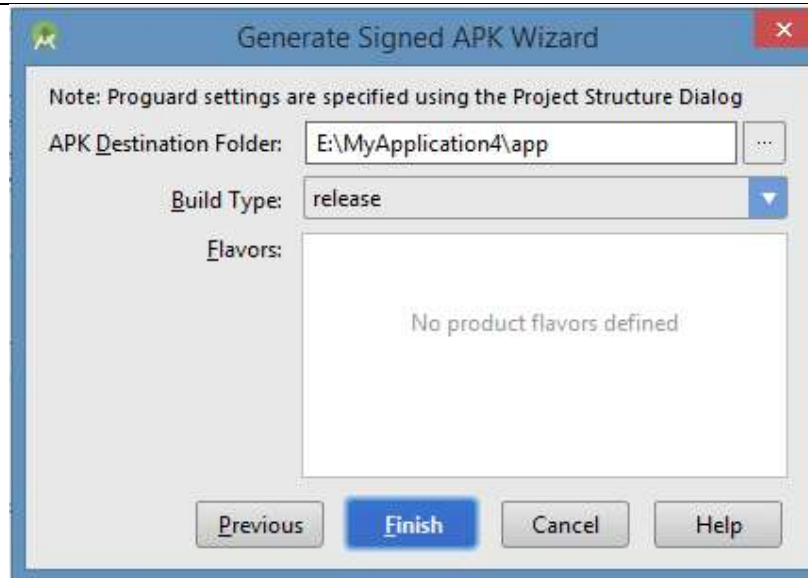 Generate Signed APK Wizard
Note: Proguard settings are specified using the Project Structure Dialog
APK Destination Folder: E:\MyApplication4\app ...
Build Type: release
Flavors:
No product flavors defined
Previous Finish Cancel Help